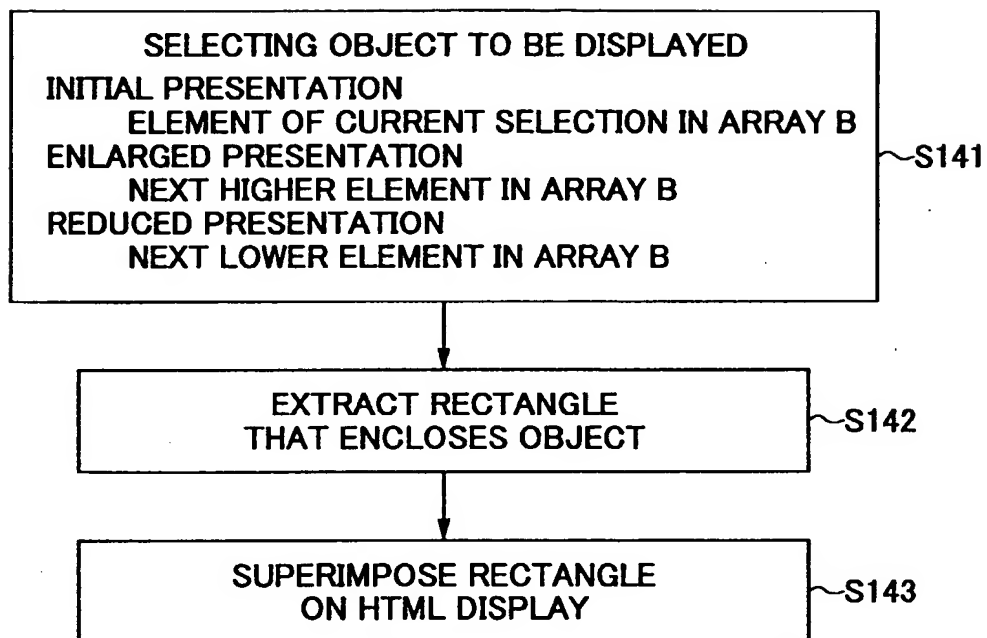 SELECTING OBJECT TO BE DISPLAYED
INITIAL PRESENTATION
ELEMENT OF CURRENT SELECTION IN ARRAY B
ENLARGED PRESENTATION
NEXT HIGHER ELEMENT IN ARRAY B
REDUCED PRESENTATION
NEXT LOWER ELEMENT IN ARRAY B
S141
EXTRACT RECTANGLE
THAT ENCLOSES OBJECT
S142
SUPERIMPOSE RECTANGLE
ON HTML DISPLAY
S143